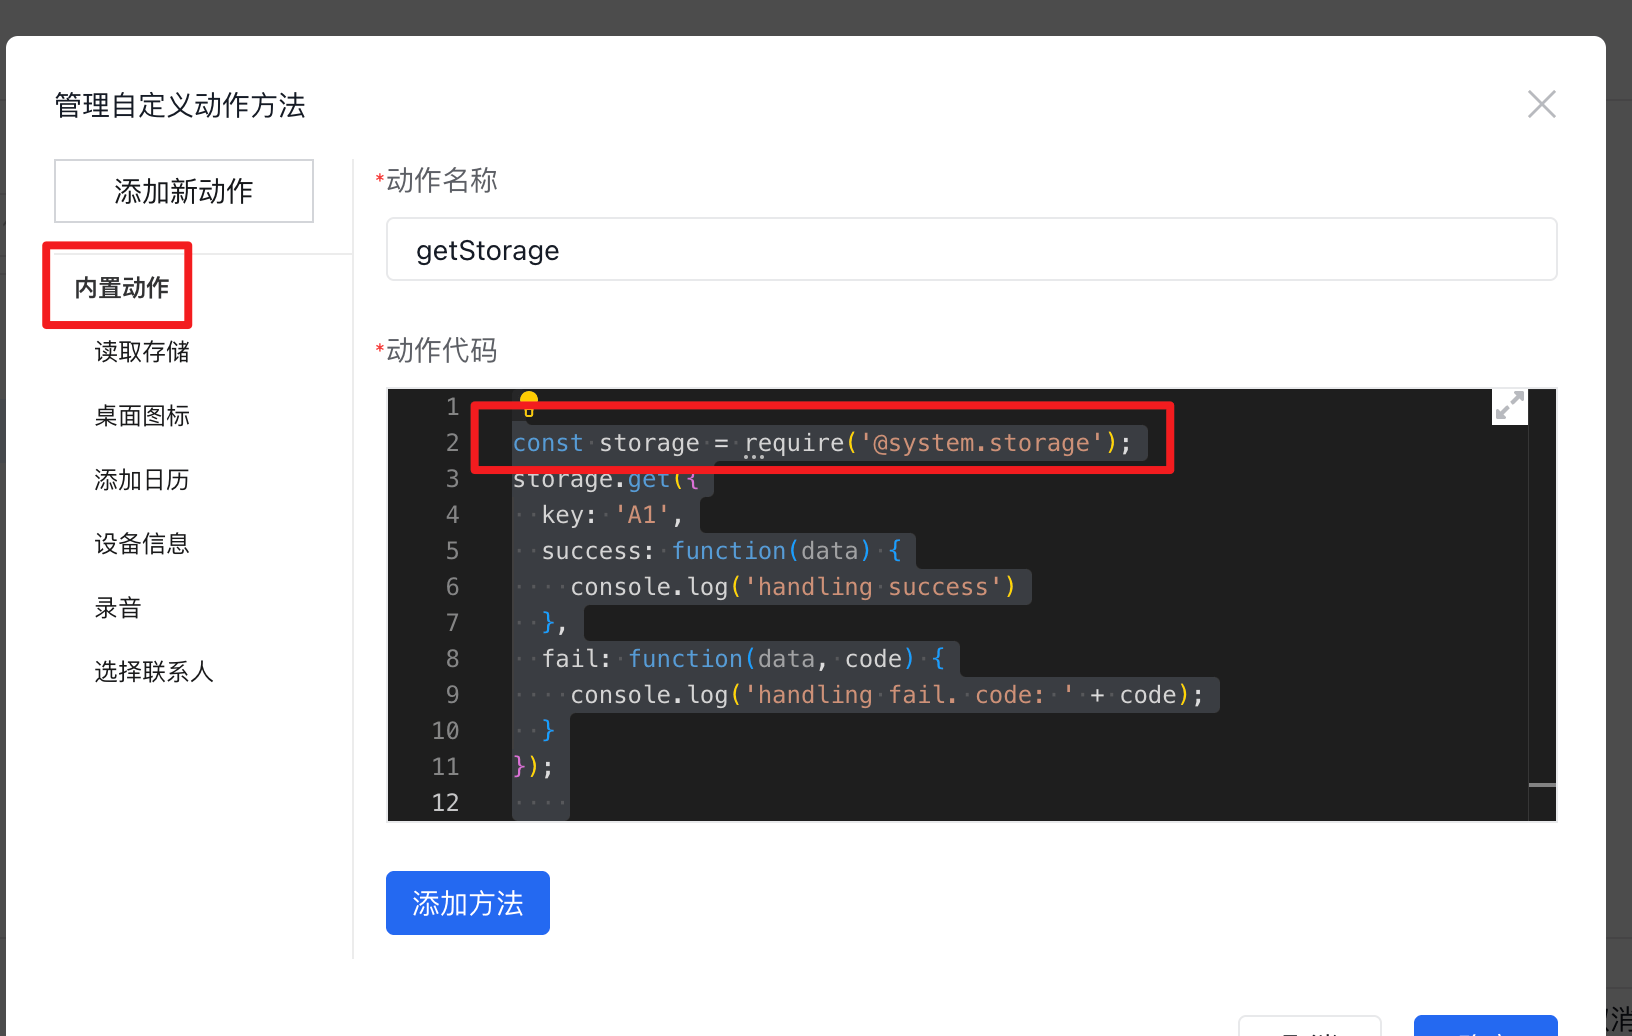 管理自定义动作方法
添加新动作
内置动作
读取存储
桌面图标
添加日历
设备信息
录音
选择联系人
*动作名称
getStorage
*动作代码
1
2 const storage = require('@system.storage');
3 storage.get({
4   key: 'A1',
5   success: function(data) {
6     console.log('handling success')
7   },
8   fail: function(data, code) {
9     console.log('handling fail. code: ' + code);
10   }
11 });
12
添加方法